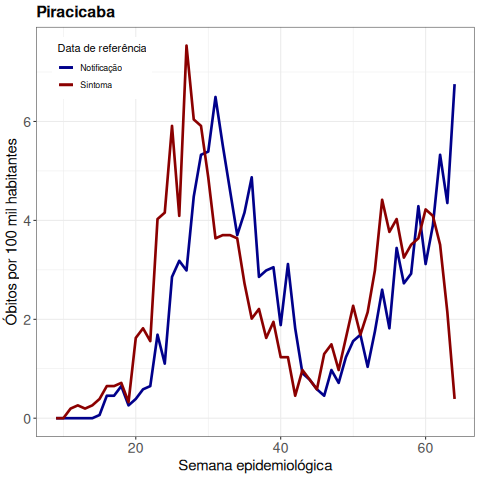 Piracicaba
Data de referência
Notificação
Sintoma
Óbitos por 100 mil habitantes
6
4
2
0
20
40
60
Semana epidemiológica